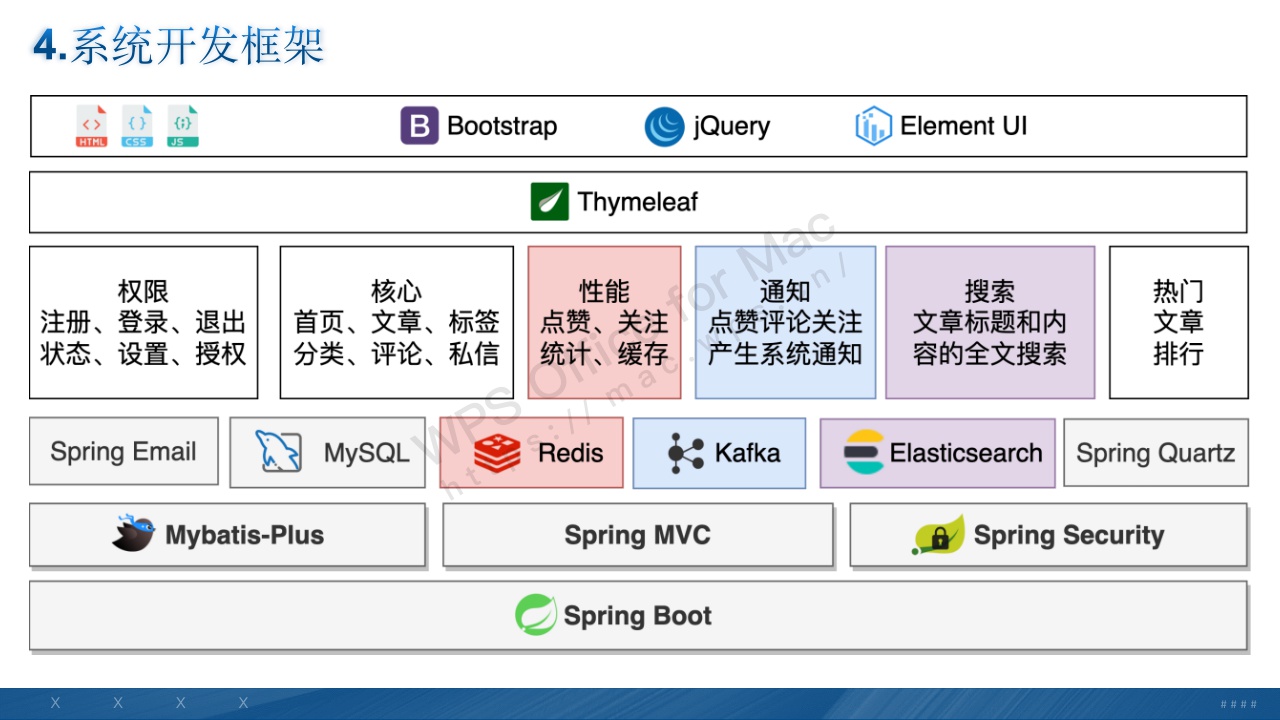 4.系统开发框架
HTML
CSS
JS
B Bootstrap
jQuery
Element UI
Thymeleaf
权限
注册、登录、退出
状态、设置、授权
核心
首页、文章、标签
分类、评论、私信
性能
点赞、关注
统计、缓存
通知
点赞评论关注
产生系统通知
搜索
文章标题和内
容的全文搜索
热门
文章
排行
Spring Email
MySQL
Redis
Kafka
Elasticsearch
Spring Quartz
Mybatis-Plus
Spring MVC
Spring Security
Spring Boot
WPS Office for Mac
https://mac.wps.cn/
X X X X
####